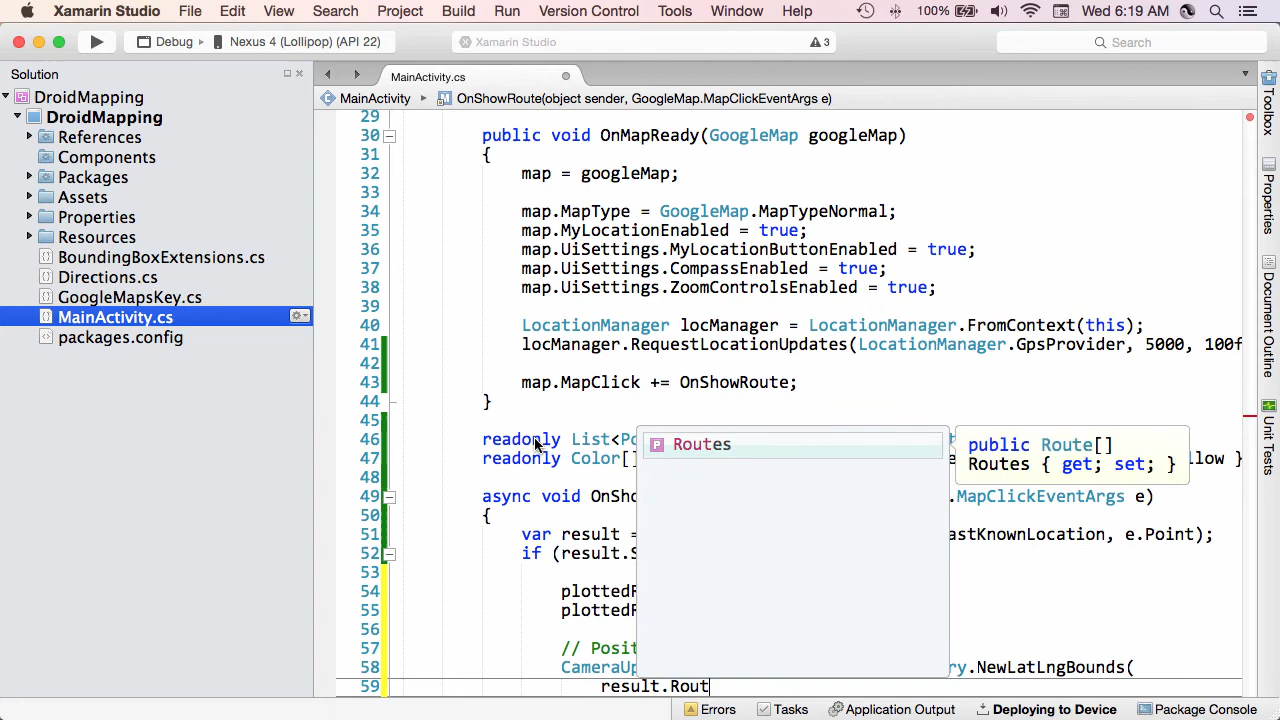 Xamarin Studio File Edit View Search Project Build Run Version Control Tools Window Help 100% Wed 6:19 AM
Debug Nexus 4 (Lollipop) (API 22) Xamarin Studio 3 Search
Solution
MainActivity.cs
DroidMapping
DroidMapping
References
Components
Packages
Assets
Properties
Resources
BoundingBoxExtensions.cs
Directions.cs
GoogleMapsKey.cs
MainActivity.cs
packages.config
MainActivity OnShowRoute(object sender, GoogleMap.MapClickEventArgs e)
29
30 public void OnMapReady(GoogleMap googleMap)
31 {
32 map = googleMap;
33
34 map.MapType = GoogleMap.MapTypeNormal;
35 map.MyLocationEnabled = true;
36 map.UiSettings.MyLocationButtonEnabled = true;
37 map.UiSettings.CompassEnabled = true;
38 map.UiSettings.ZoomControlsEnabled = true;
39
40 LocationManager locManager = LocationManager.FromContext(this);
41 locManager.RequestLocationUpdates(LocationManager.GpsProvider, 5000, 100f
42
43 map.MapClick += OnShowRoute;
44 }
45
46 readonly List<Po
47 readonly Color[] llow }
48
49 async void OnSho .MapClickEventArgs e)
50 {
51 var result = astKnownLocation, e.Point);
52 if (result.S
53
54 plottedR
55 plottedR
56
57 // Posit
58 CameraUp ry.NewLatLngBounds(
59 result.Rout
Routes
public Route[]
Routes { get; set; }
Toolbox
Properties
Document Outline
Unit Tests
Errors Tasks Application Output Deploying to Device Package Console